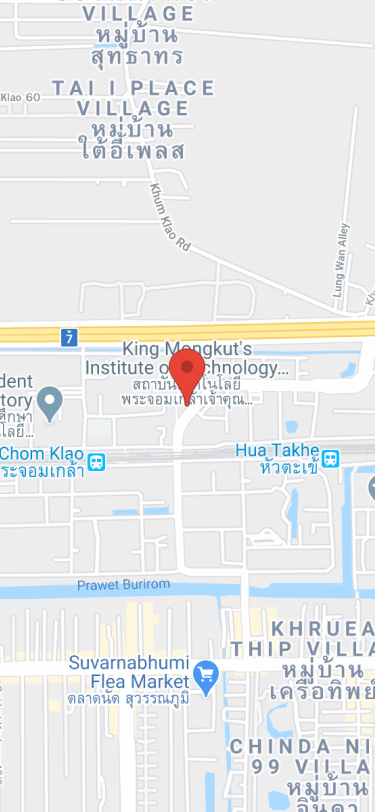 VILLAGE
หมู่บ้าน
สุทธาทร
Klao 60
TAI I PLACE
VILLAGE
หมู่บ้าน
ใต้อี้เพลส
Khum Klao Rd
Lung Wan Alley
Khu
7
King Mongkut's
Institute of Technology...
สถาบันเทคโนโลยี
พระจอมเกล้าเจ้าคุณ...
dent
tory
ศึกษา
โลยี...
Chom Klao
ระจอมเกล้า
Hua Takhe
หัวตะเข้
Prawet Burirom
KHRUEA
THIP VILLA
หมู่บ้าน
เครือทิพย์
Suvarnabhumi
Flea Market
ตลาดนัด สุวรรณภูมิ
CHINDA NI
99 VILLA
หมู่บ้าน
จินดา